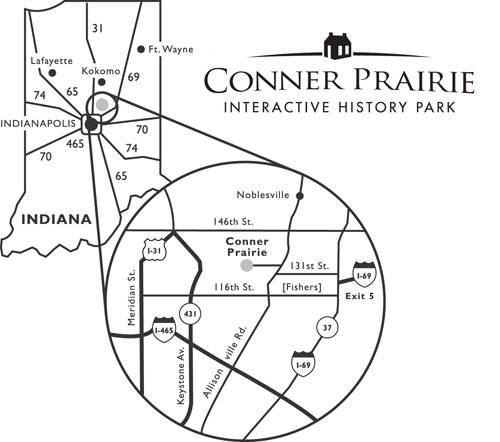 31
Ft. Wayne
Lafayette
Kokomo
69
65
74
INDIANAPOLIS
70
465
74
70
65
INDIANA
CONNER PRAIRIE
INTERACTIVE HISTORY PARK
Noblesville
146th St.
Conner
Prairie
I-31
131st St.
I-69
116th St.
[Fishers]
Exit 5
Meridian St.
431
37
I-465
Keystone Av.
Allison ville Rd.
I-69